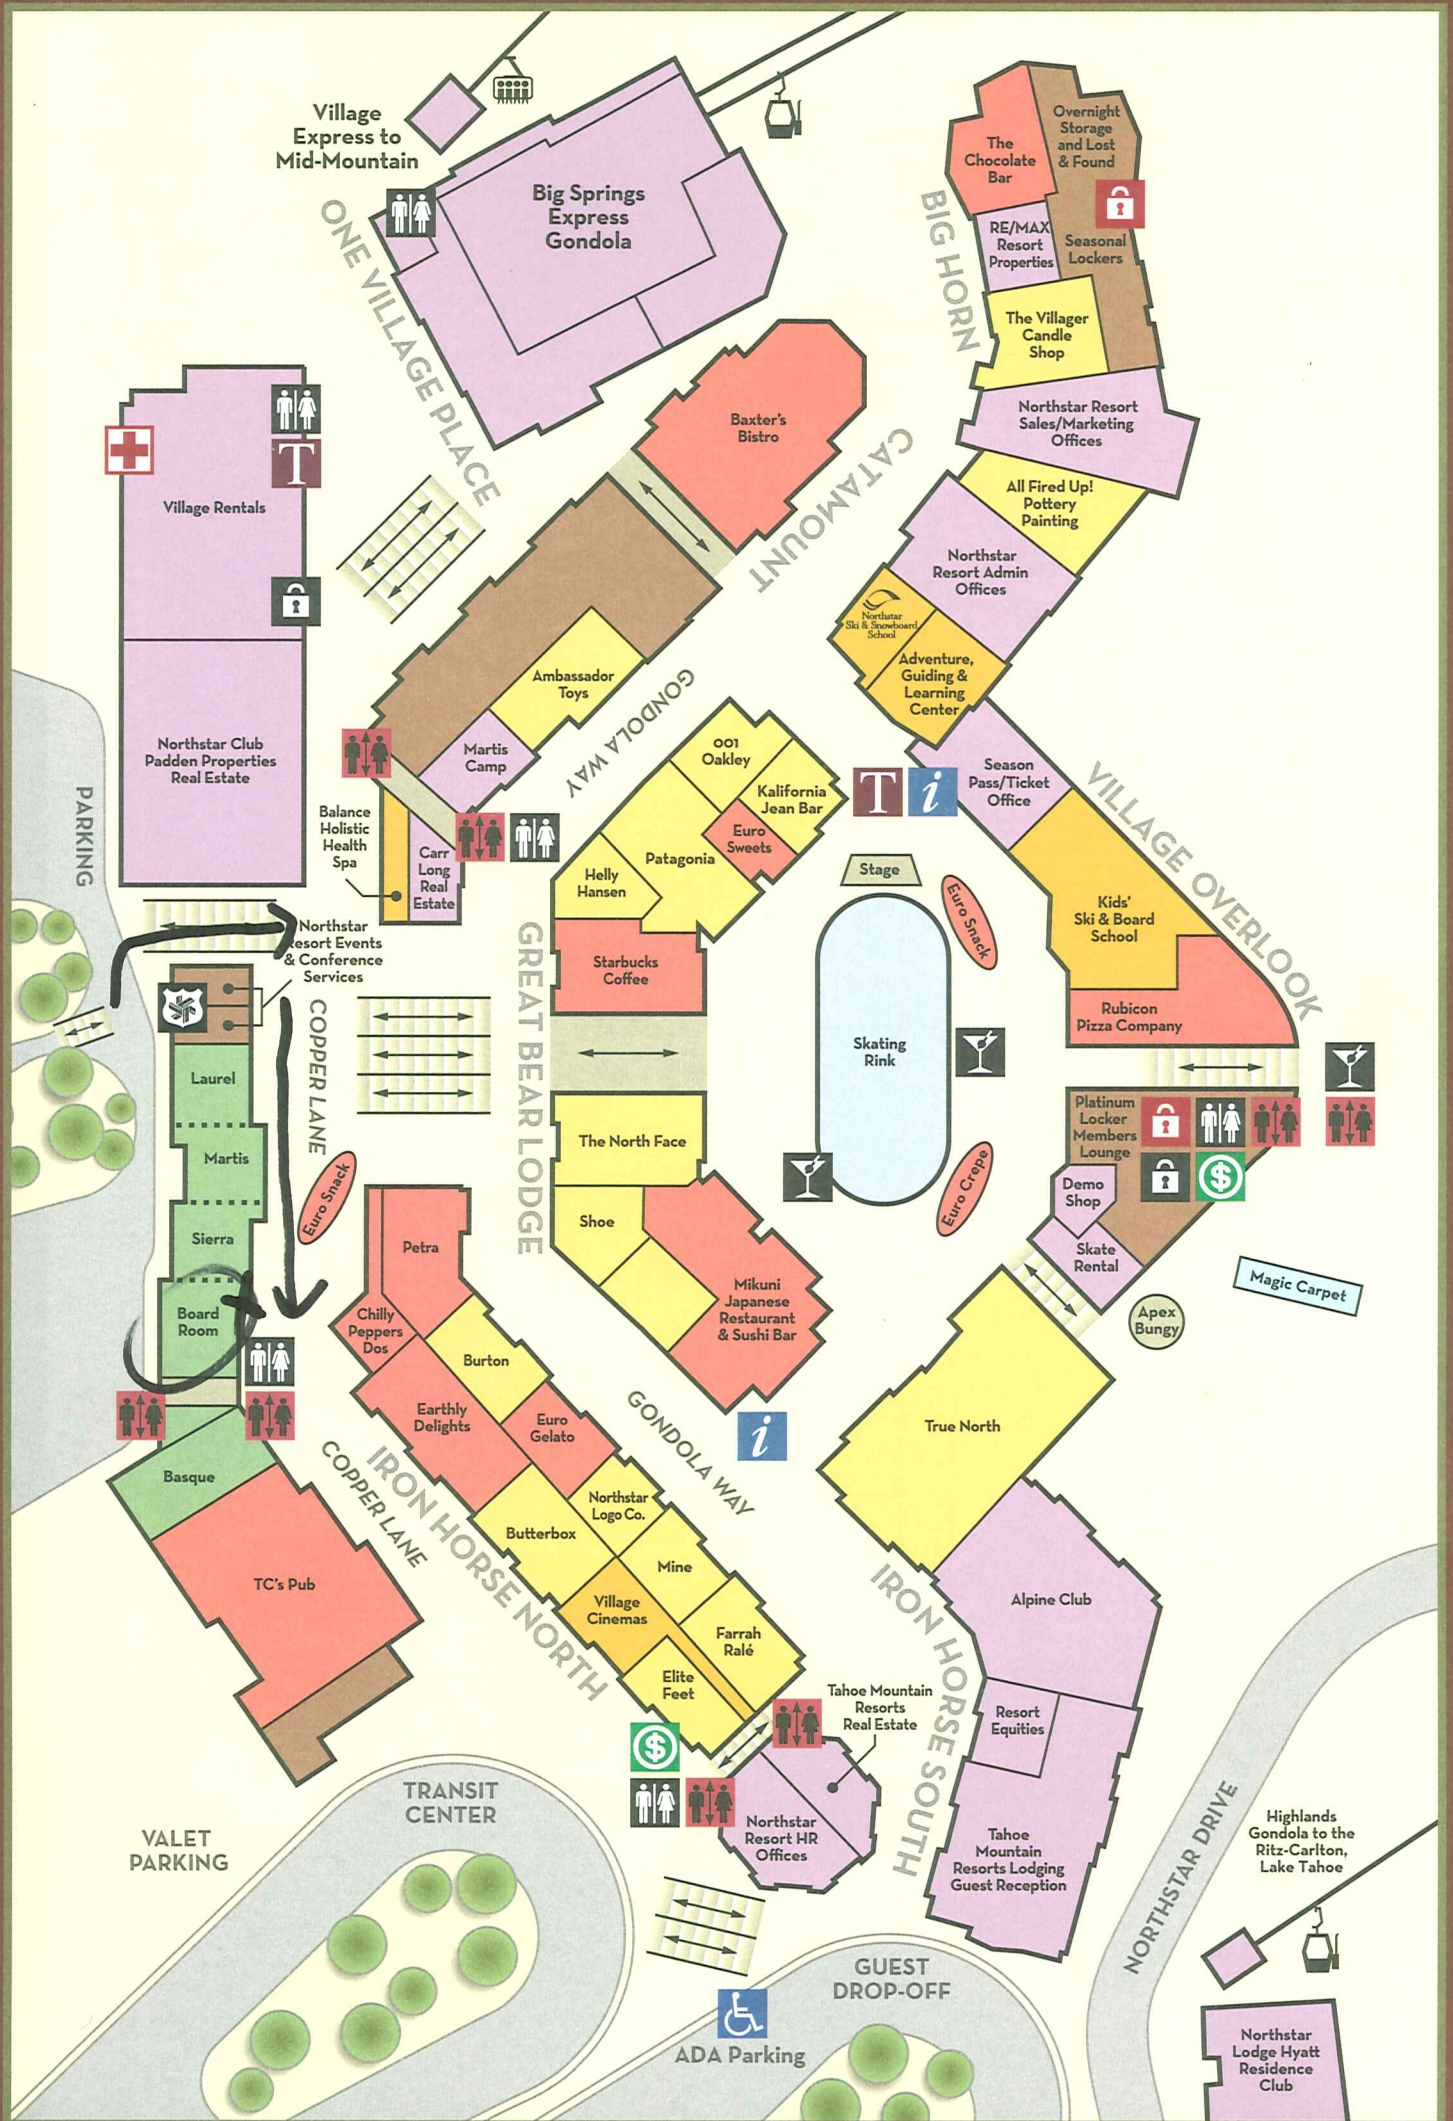 Village
Express to
Mid-Mountain
Big Springs
Express
Gondola
ONE VILLAGE PLACE
The
Chocolate
Bar
Overnight
Storage
and Lost
& Found
BIG HORN
RE/MAX
Resort
Properties
Seasonal
Lockers
The Villager
Candle
Shop
Northstar Resort
Sales/Marketing
Offices
Baxter's
Bistro
CATAMOUNT
All Fired Up!
Pottery
Painting
Northstar
Resort Admin
Offices
Northstar
Ski & Snowboard
School
Adventure,
Guiding &
Learning
Center
T
Village Rentals
Northstar Club
Padden Properties
Real Estate
PARKING
Ambassador
Toys
Martis
Camp
GONDOLA WAY
Balance
Holistic
Health
Spa
Carr
Long
Real
Estate
001
Oakley
Kalifornia
Jean Bar
Euro
Sweets
Patagonia
Helly
Hansen
Starbucks
Coffee
T
i
Season
Pass/Ticket
Office
VILLAGE OVERLOOK
Stage
Euro Snack
Kids'
Ski & Board
School
Rubicon
Pizza Company
Northstar
Resort Events
& Conference
Services
COPPER LANE
GREAT BEAR LODGE
Skating
Rink
Laurel
Martis
Sierra
Board
Room
Euro Snack
The North Face
Shoe
Mikuni
Japanese
Restaurant
& Sushi Bar
Euro Crepe
Platinum
Locker
Members
Lounge
$
Demo
Shop
Skate
Rental
Magic Carpet
Apex
Bungy
Petra
Chilly
Peppers
Dos
Burton
Earthly
Delights
Euro
Gelato
GONDOLA WAY
i
True North
Basque
TC's Pub
COPPER LANE
IRON HORSE NORTH
Northstar
Logo Co.
Butterbox
Mine
Village
Cinemas
Farrah
Ralé
Elite
Feet
IRON HORSE SOUTH
Alpine Club
Resort
Equities
Tahoe Mountain
Resorts
Real Estate
$
Northstar
Resort HR
Offices
Tahoe
Mountain
Resorts Lodging
Guest Reception
TRANSIT
CENTER
VALET
PARKING
GUEST
DROP-OFF
ADA Parking
NORTHSTAR DRIVE
Highlands
Gondola to the
Ritz-Carlton,
Lake Tahoe
Northstar
Lodge Hyatt
Residence
Club